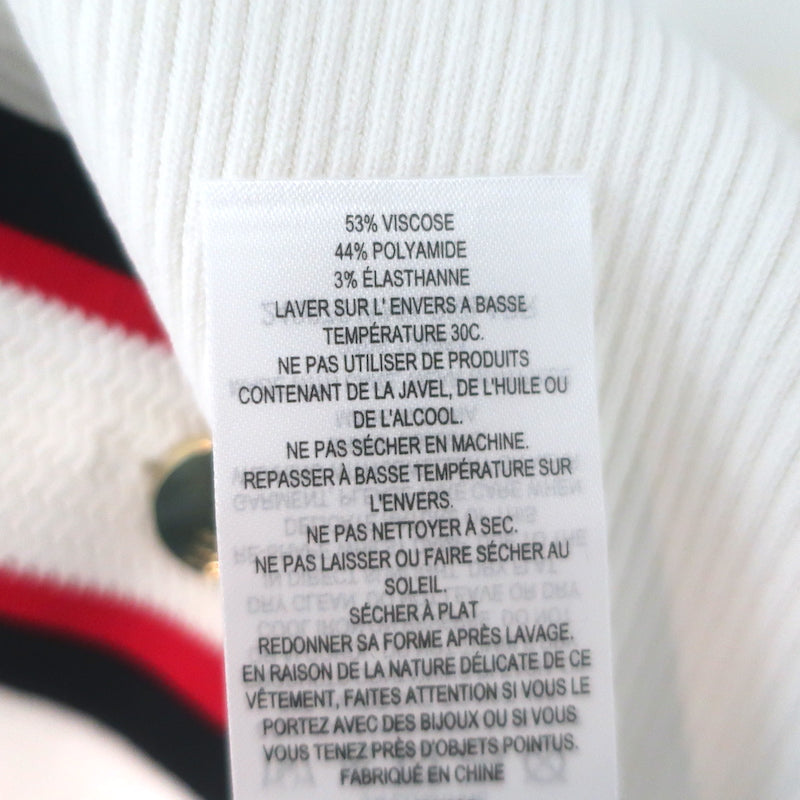 53% VISCOSE
44% POLYAMIDE
3% ÉLASTHANNE
LAVER SUR L' ENVERS A BASSE
TEMPÉRATURE 30C.
NE PAS UTILISER DE PRODUITS
CONTENANT DE LA JAVEL, DE L'HUILE OU
DE L'ALCOOL.
NE PAS SÉCHER EN MACHINE.
REPASSER À BASSE TEMPÉRATURE SUR
L'ENVERS.
NE PAS NETTOYER À SEC.
NE PAS LAISSER OU FAIRE SÉCHER AU
SOLEIL.
SÉCHER À PLAT
REDONNER SA FORME APRÈS LAVAGE.
EN RAISON DE LA NATURE DÉLICATE DE CE
VÊTEMENT, FAITES ATTENTION SI VOUS LE
PORTEZ AVEC DES BIJOUX OU SI VOUS
VOUS TENEZ PRÈS D'OBJETS POINTUS.
FABRIQUÉ EN CHINE